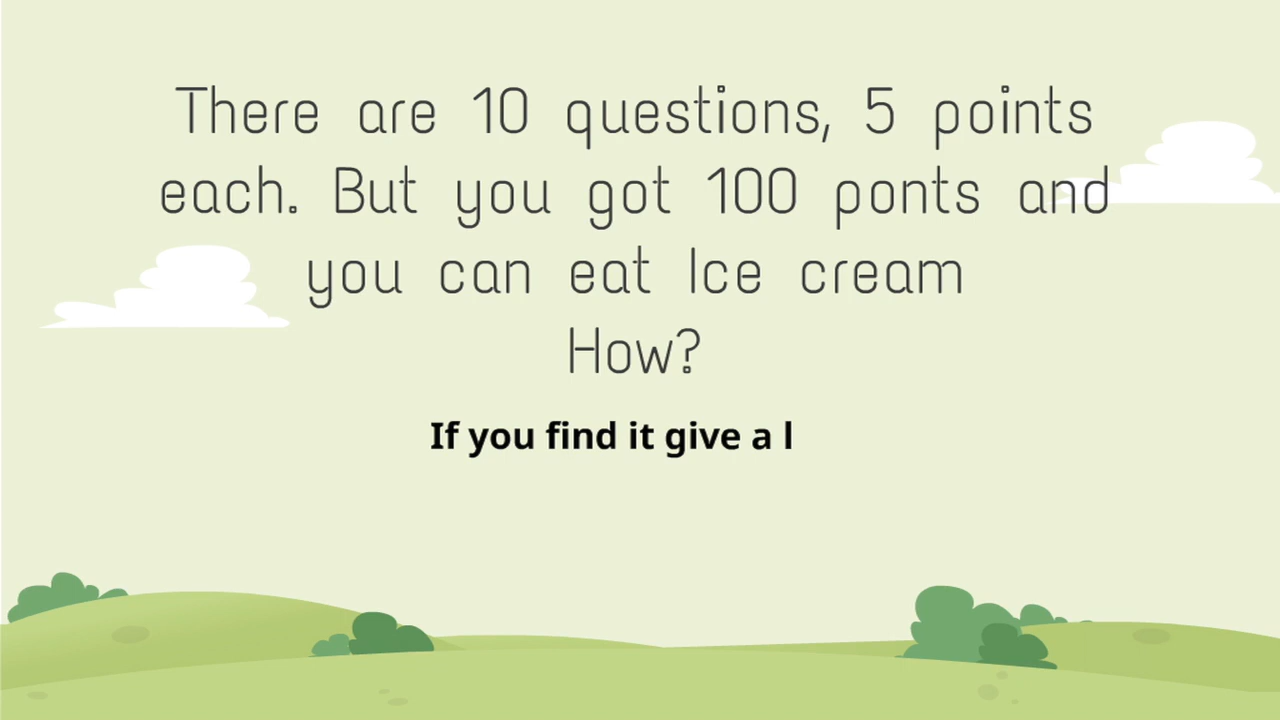 There are 10 questions, 5 points
each. But you got 100 ponts and
you can eat Ice cream
How?
If you find it give a l